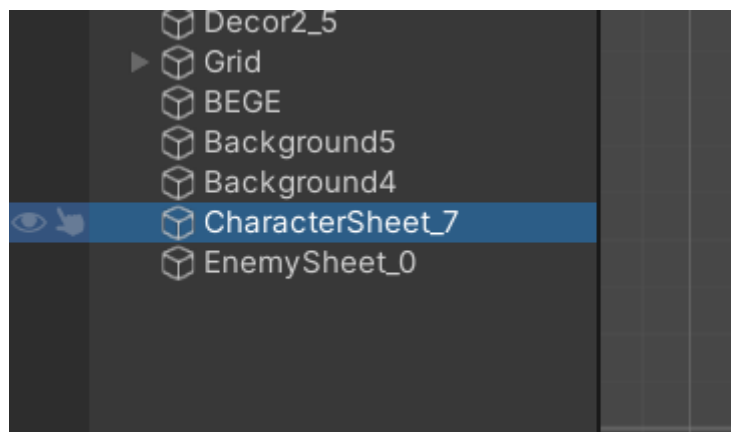 Decor2_5
Grid
BEGE
Background5
Background4
CharacterSheet_7
EnemySheet_0